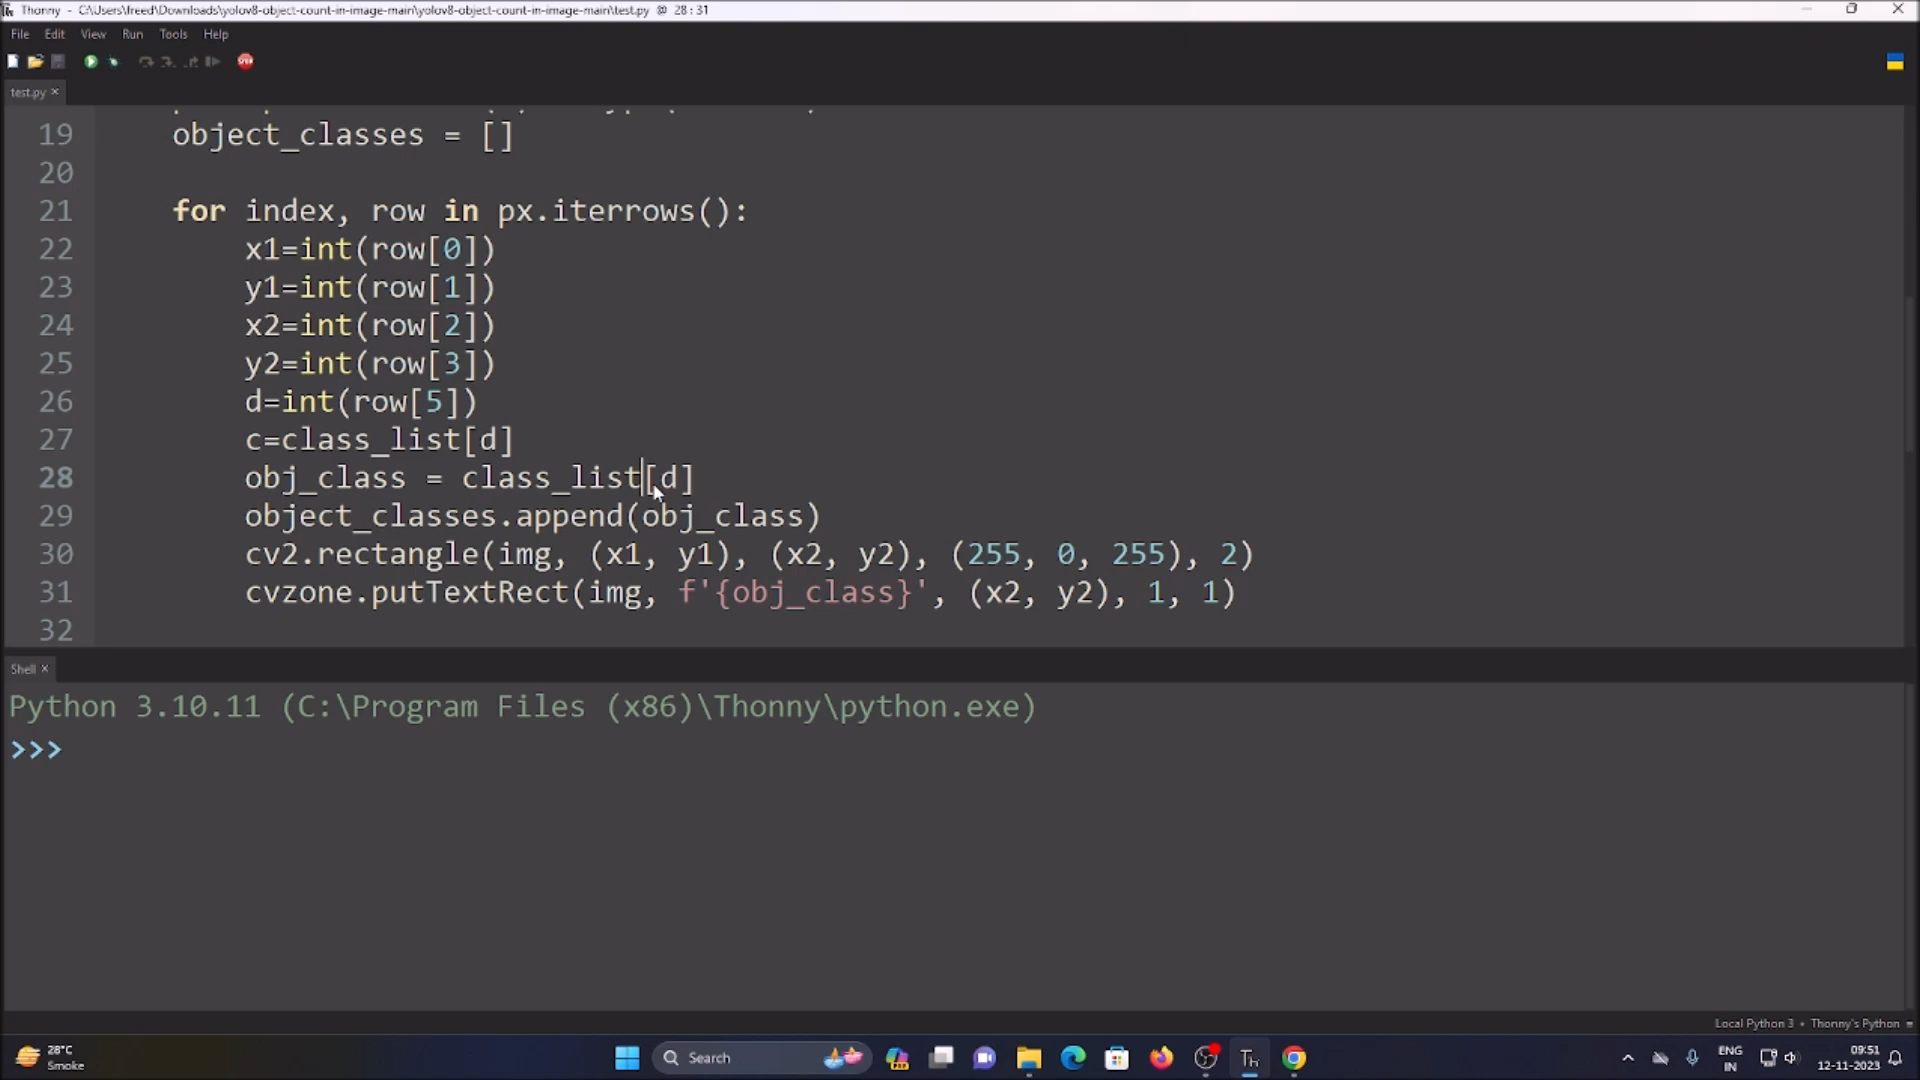 Thonny - C:\Users\freed\Downloads\yolov8-object-count-in-image-main\yolov8-object-count-in-image-main\test.py @ 28:31
File Edit View Run Tools Help
test.py ×
19 object_classes = []
20
21 for index, row in px.iterrows():
22 x1=int(row[0])
23 y1=int(row[1])
24 x2=int(row[2])
25 y2=int(row[3])
26 d=int(row[5])
27 c=class_list[d]
28 obj_class = class_list[d]
29 object_classes.append(obj_class)
30 cv2.rectangle(img, (x1, y1), (x2, y2), (255, 0, 255), 2)
31 cvzone.putTextRect(img, f'{obj_class}', (x2, y2), 1, 1)
32
Shell ×
Python 3.10.11 (C:\Program Files (x86)\Thonny\python.exe)
>>>
Local Python 3 • Thonny's Python
28°C
Smoke
Search
ENG
IN
09:51
12-11-2023